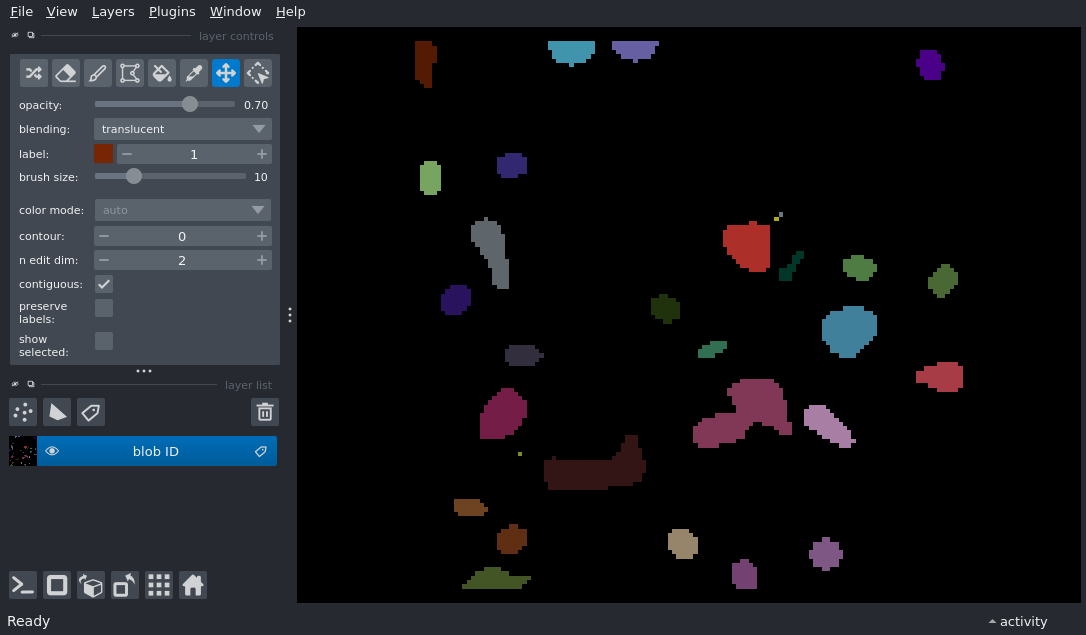 File View Layers Plugins Window Help
layer controls
opacity: 0.70
blending: translucent
label: 1
brush size: 10
color mode: auto
contour: 0
n edit dim: 2
contiguous:
preserve
labels:
show
selected:
layer list
blob ID
Ready activity